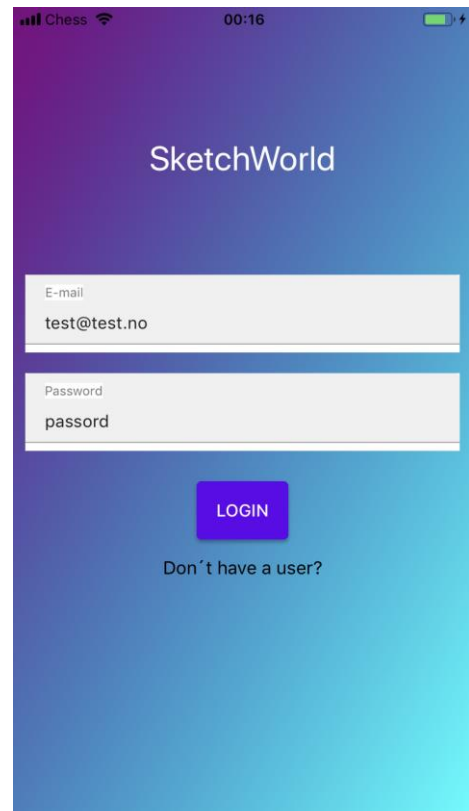 Chess 00:16
SketchWorld
E-mail
test@test.no
Password
passord
LOGIN
Don´t have a user?